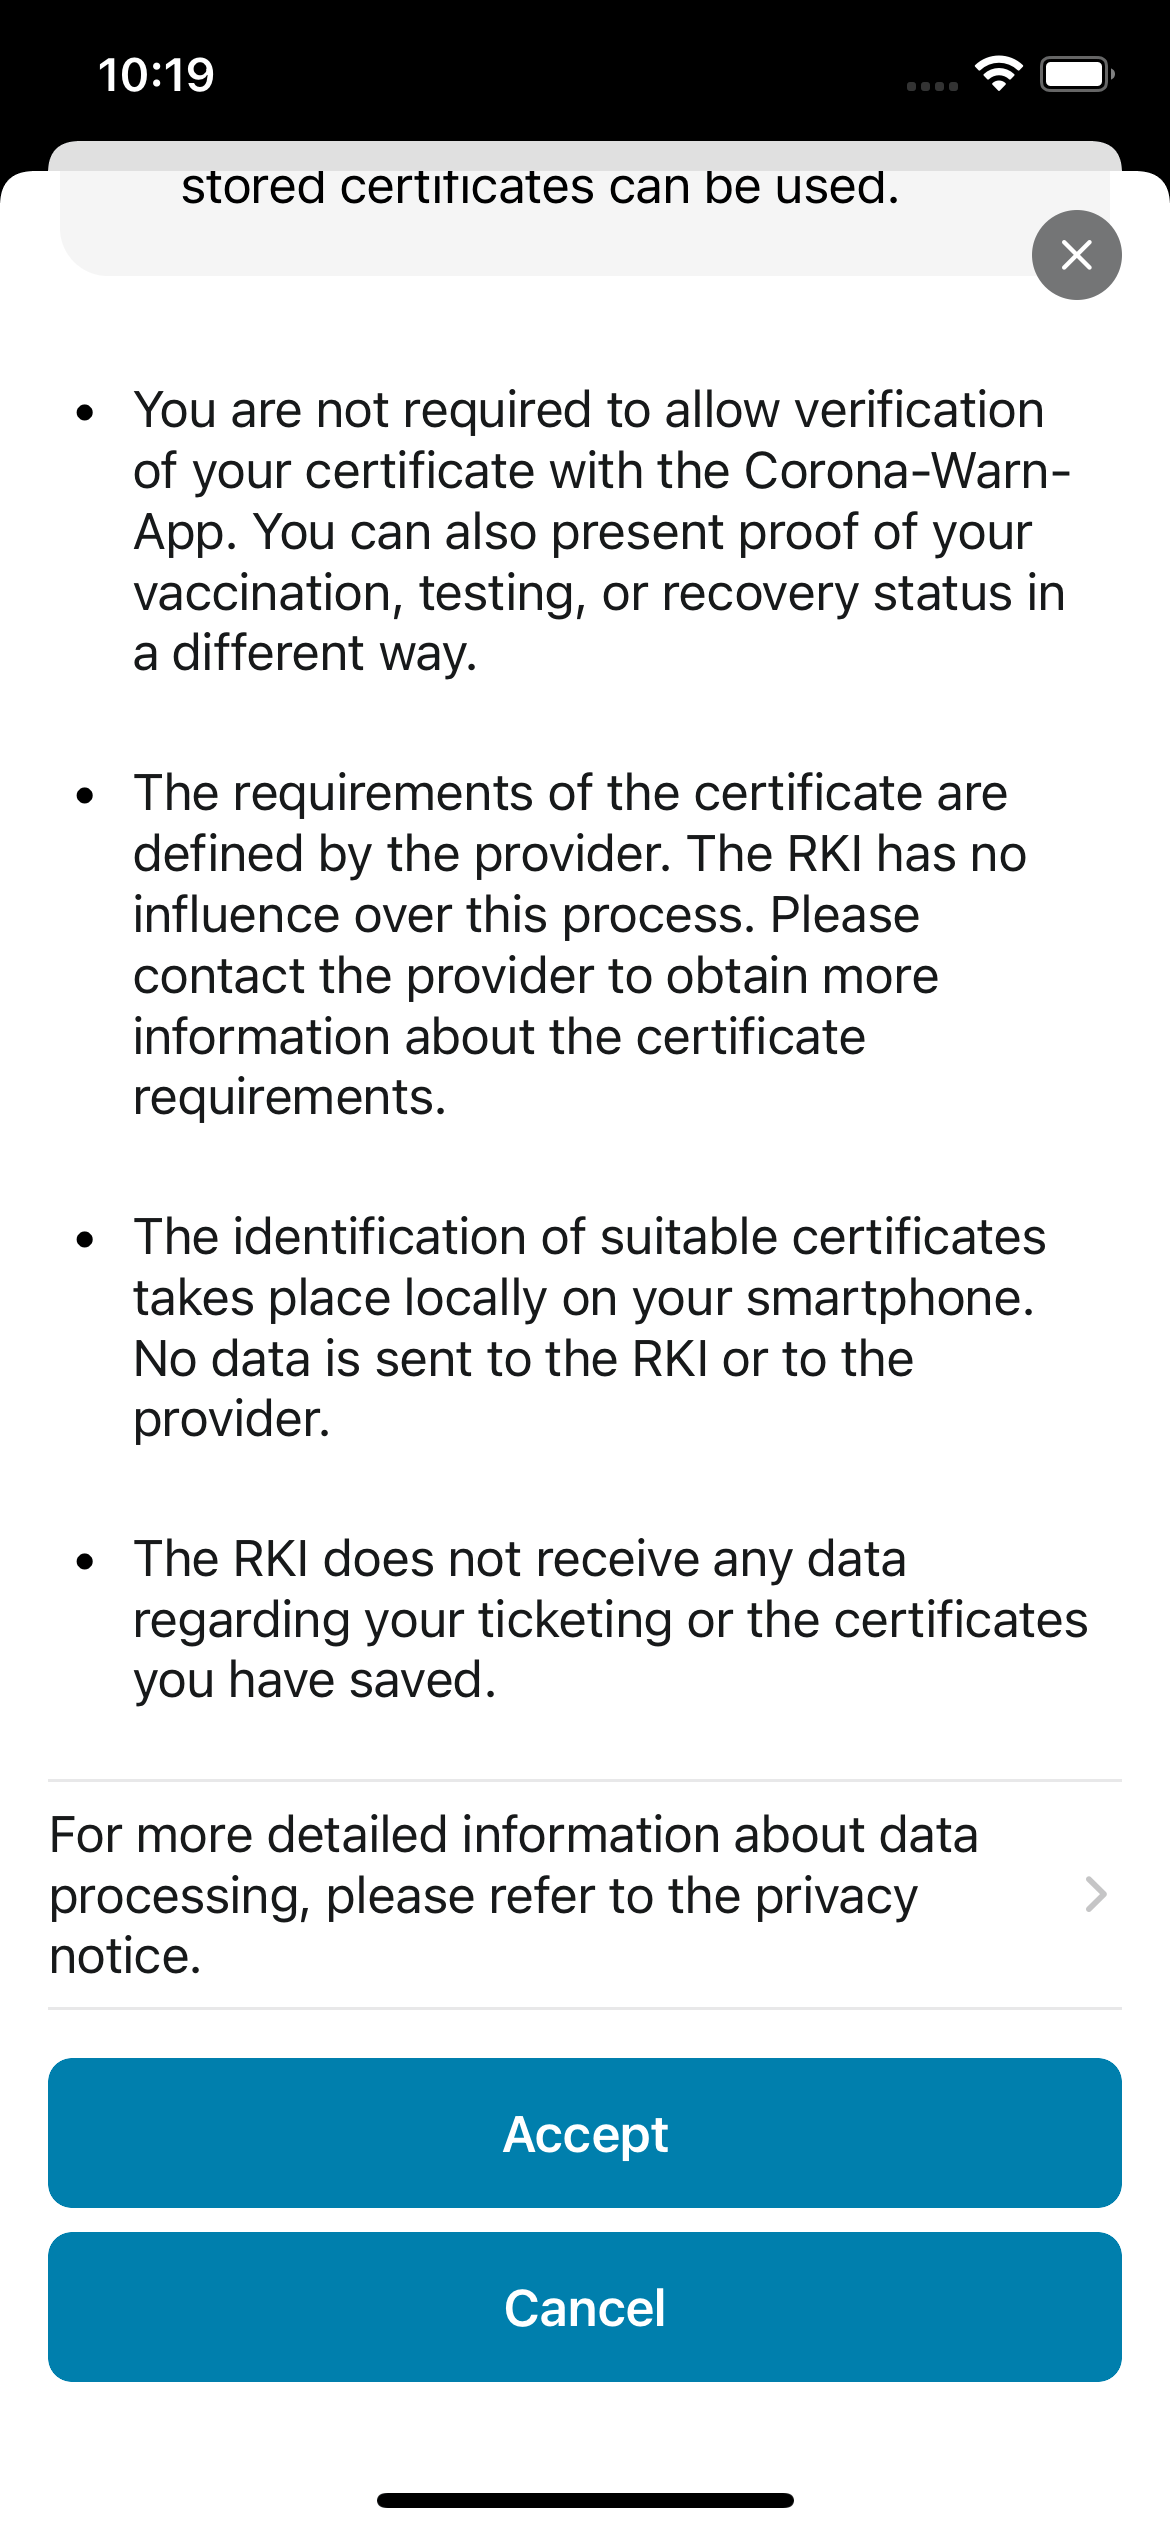 10:19
stored certificates can be used.
• You are not required to allow verification
of your certificate with the Corona-Warn-
App. You can also present proof of your
vaccination, testing, or recovery status in
a different way.
• The requirements of the certificate are
defined by the provider. The RKI has no
influence over this process. Please
contact the provider to obtain more
information about the certificate
requirements.
• The identification of suitable certificates
takes place locally on your smartphone.
No data is sent to the RKI or to the
provider.
• The RKI does not receive any data
regarding your ticketing or the certificates
you have saved.
For more detailed information about data
processing, please refer to the privacy
notice.
Accept
Cancel